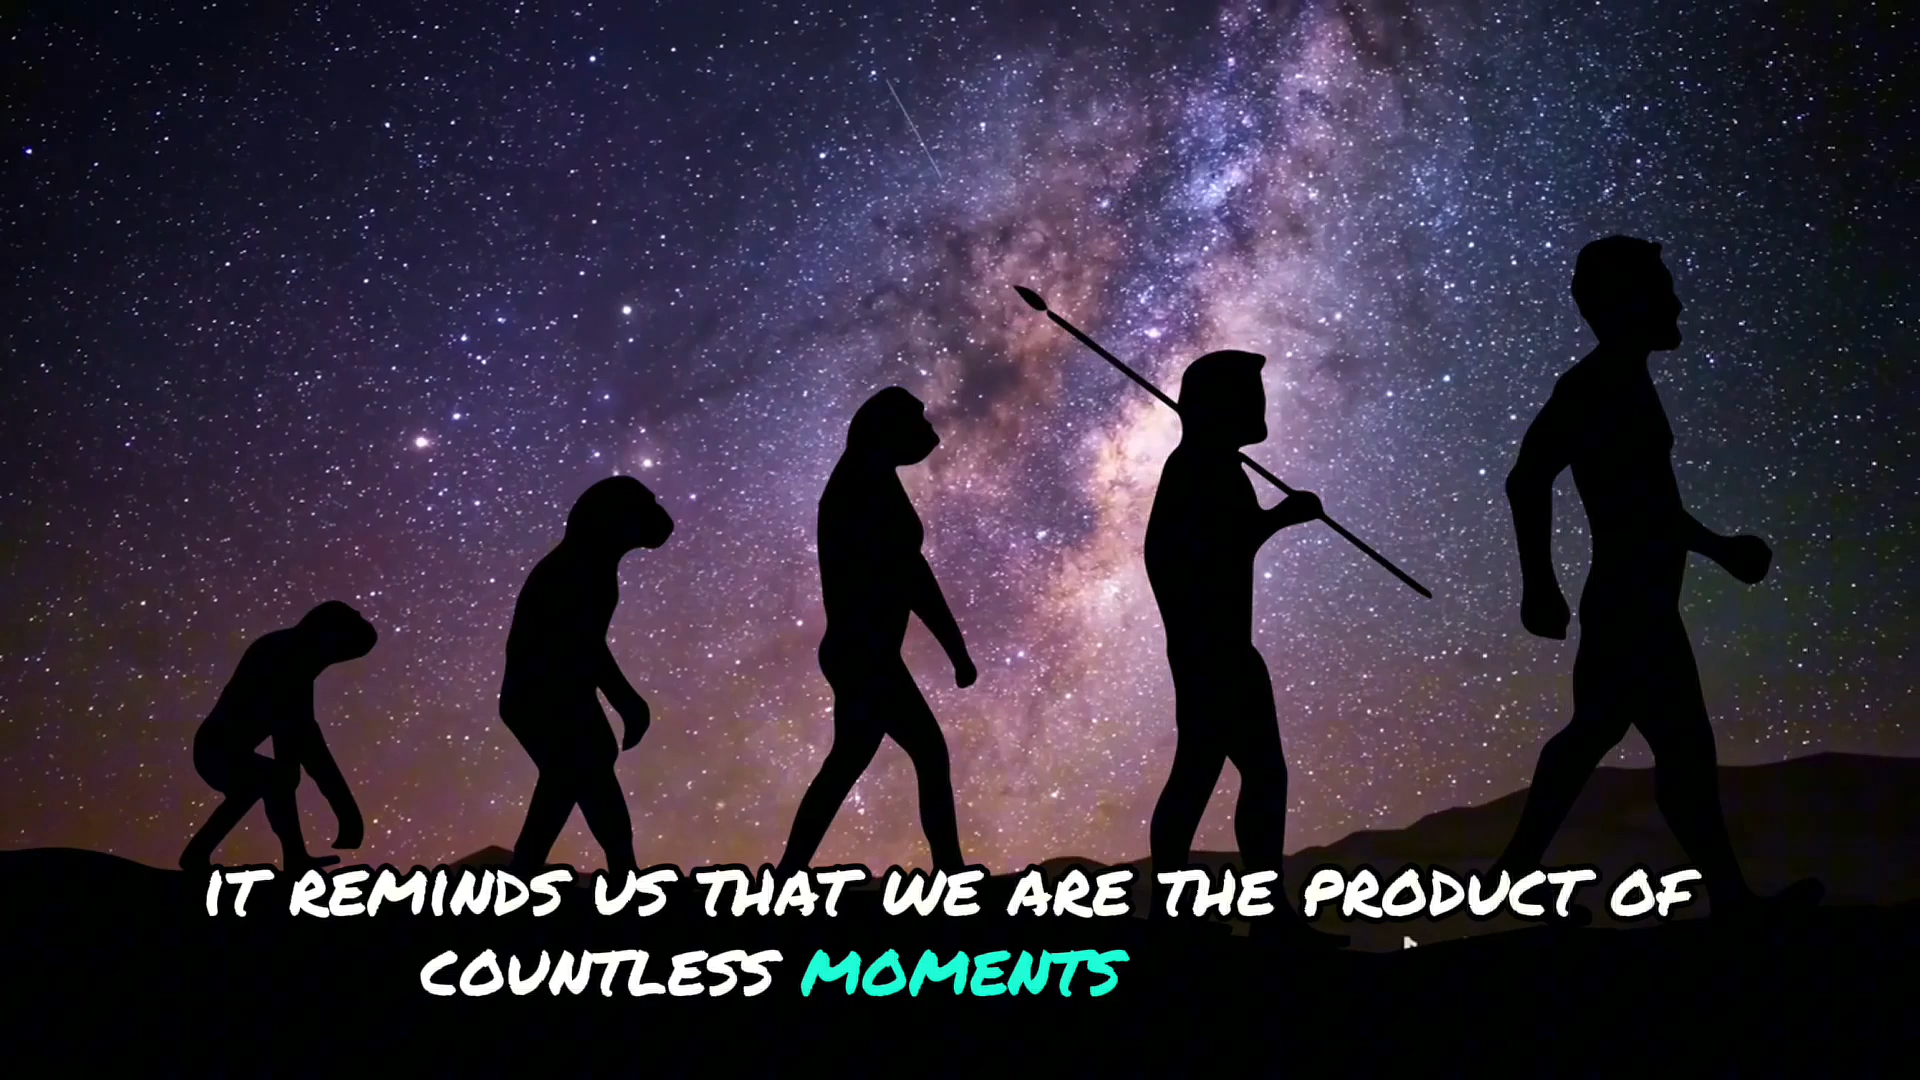 IT REMINDS US THAT WE ARE THE PRODUCT OF
COUNTLESS MOMENTS